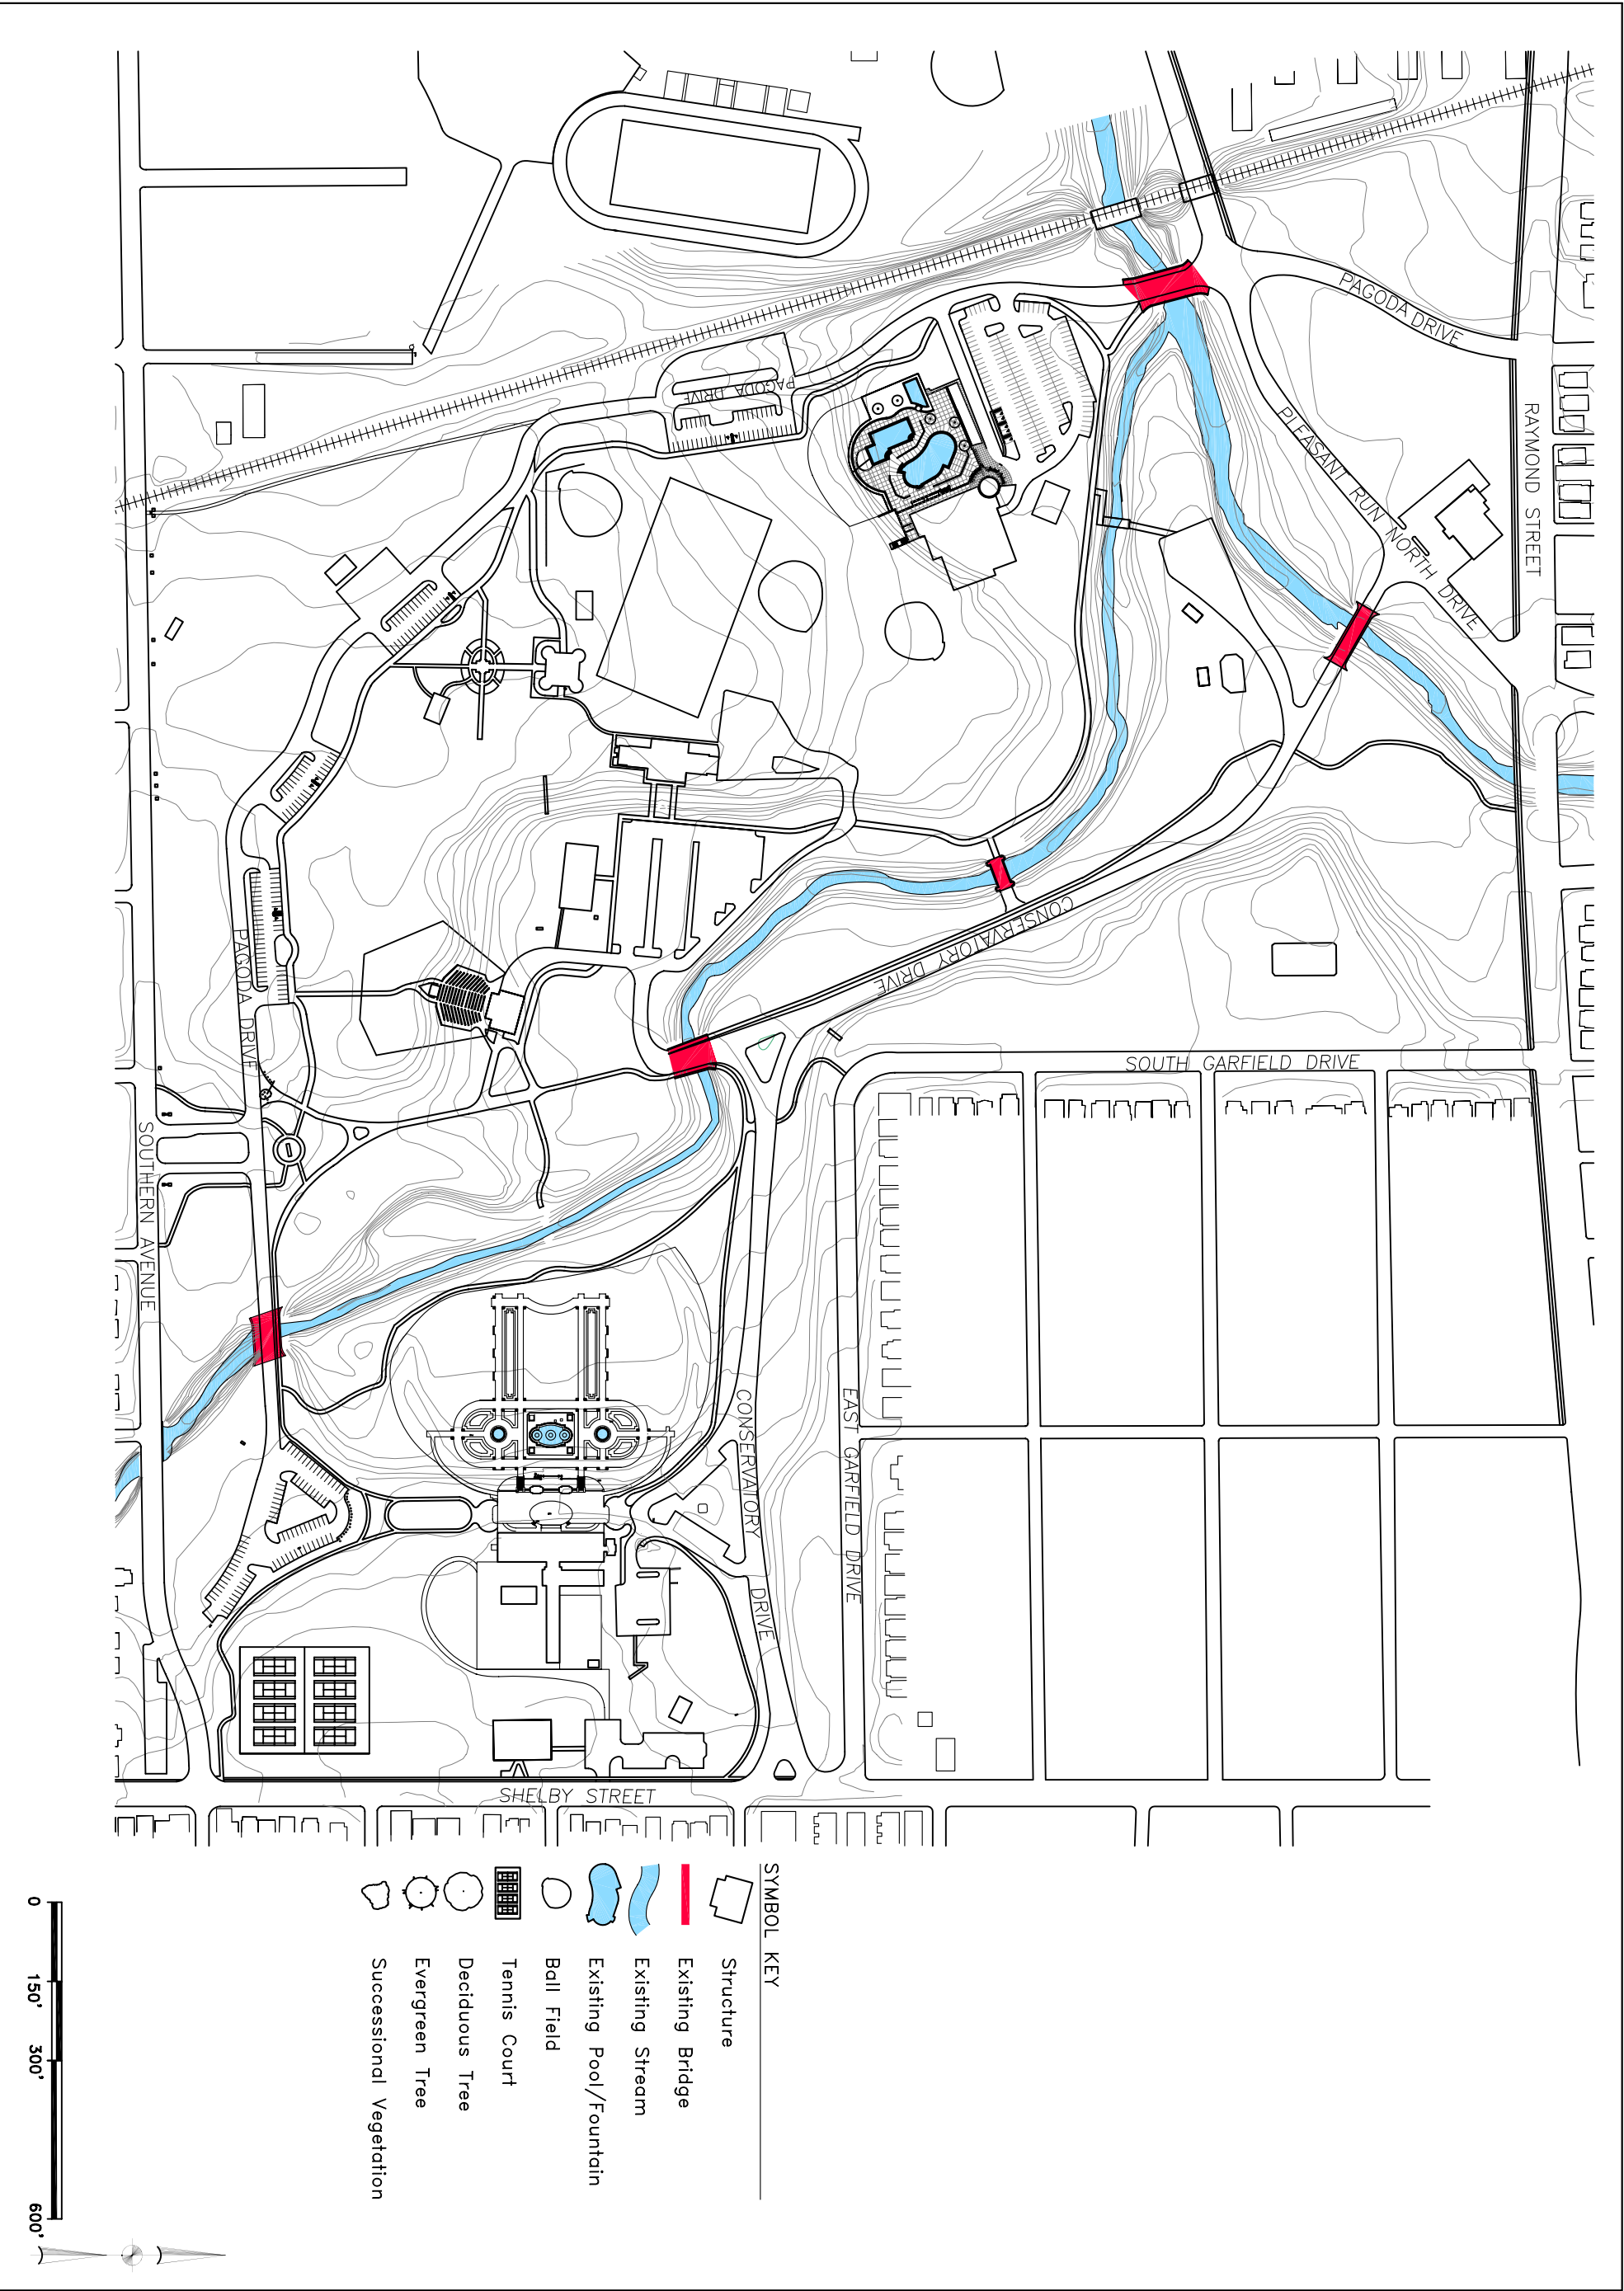 PAGODA DRIVE
RAYMOND STREET
PLEASANT RUN NORTH DRIVE
PAGODA DRIVE
CONSERVATORY DRIVE
SOUTH GARFIELD DRIVE
PAGODA DRIVE
SOUTHERN AVENUE
CONSERVATORY DRIVE
EAST GARFIELD DRIVE
SHELBY STREET
SYMBOL KEY
Structure
Existing Bridge
Existing Stream
Existing Pool/Fountain
Ball Field
Tennis Court
Deciduous Tree
Evergreen Tree
Successional Vegetation
0 150' 300' 600'